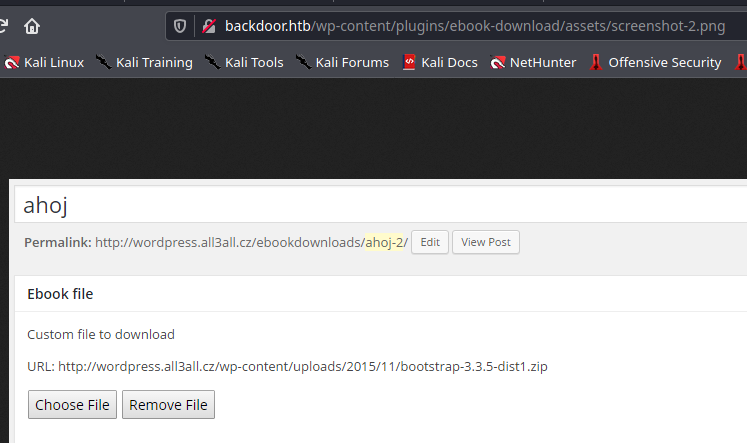 backdoor.htb/wp-content/plugins/ebook-download/assets/screenshot-2.png
Kali Linux Kali Training Kali Tools Kali Forums Kali Docs NetHunter Offensive Security
ahoj
Permalink: http://wordpress.all3all.cz/ebookdownloads/ahoj-2/ Edit View Post
Ebook file
Custom file to download
URL: http://wordpress.all3all.cz/wp-content/uploads/2015/11/bootstrap-3.3.5-dist1.zip
Choose File Remove File